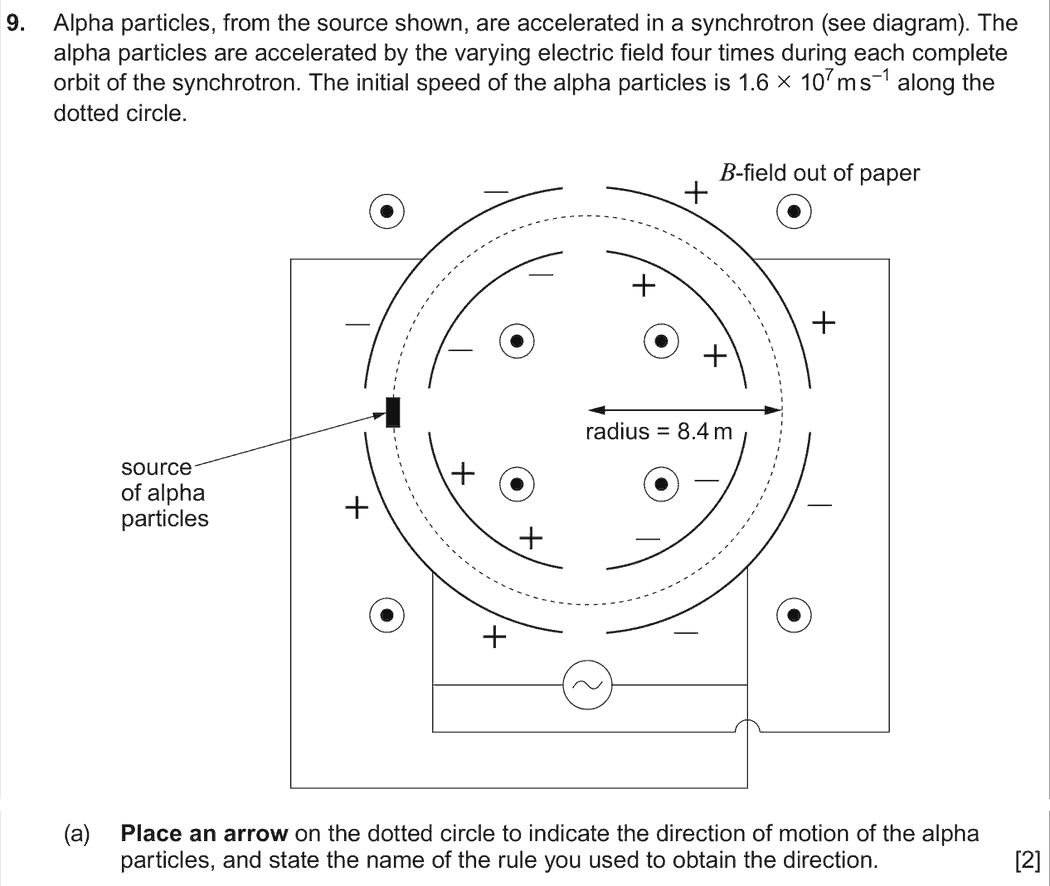 9. Alpha particles, from the source shown, are accelerated in a synchrotron (see diagram). The
alpha particles are accelerated by the varying electric field four times during each complete
orbit of the synchrotron. The initial speed of the alpha particles is 1.6 × 10⁷ m s⁻¹ along the
dotted circle.
B-field out of paper
− +
− +
− +
− +
radius = 8.4 m
source
of alpha
particles
+ −
+ −
+ −
+ −
(a) Place an arrow on the dotted circle to indicate the direction of motion of the alpha
particles, and state the name of the rule you used to obtain the direction. [2]